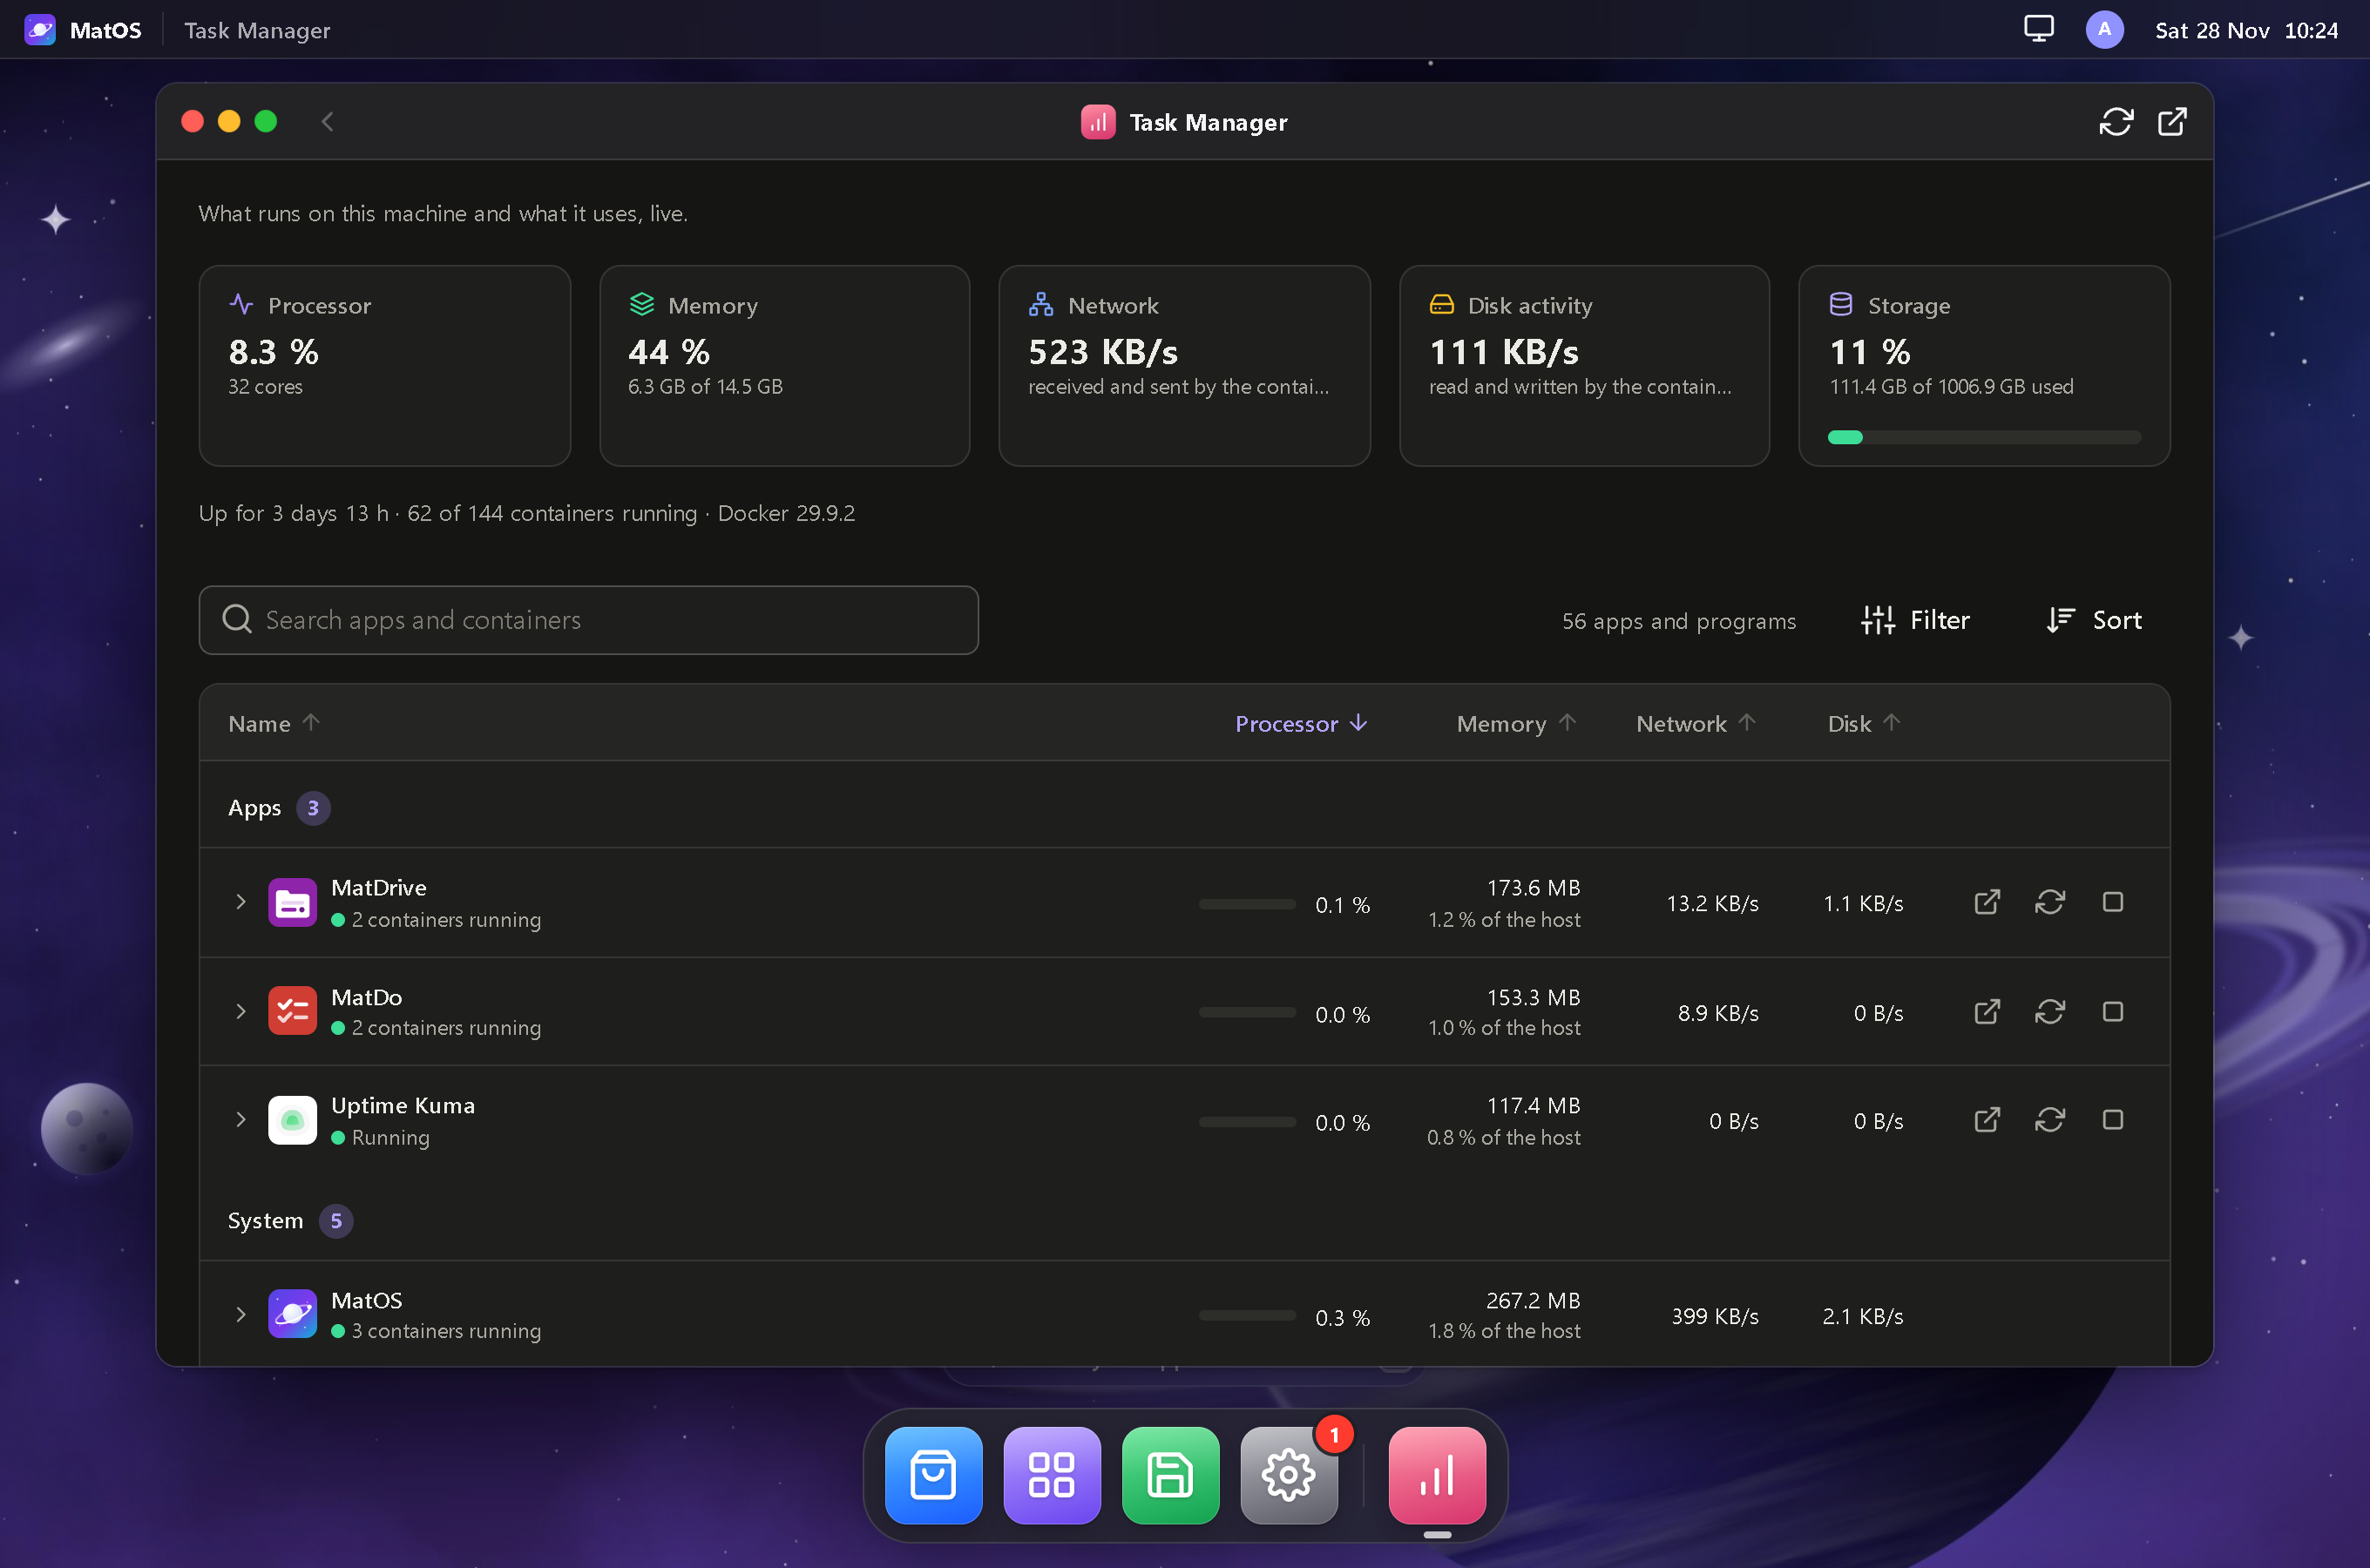 MatOS Task Manager A Sat 28 Nov 10:24
Task Manager
What runs on this machine and what it uses, live.
Processor
8.3 %
32 cores
Memory
44 %
6.3 GB of 14.5 GB
Network
523 KB/s
received and sent by the contai...
Disk activity
111 KB/s
read and written by the contain...
Storage
11 %
111.4 GB of 1006.9 GB used
Up for 3 days 13 h · 62 of 144 containers running · Docker 29.9.2
Search apps and containers
56 apps and programs
Filter
Sort
Name Processor Memory Network Disk
Apps 3
MatDrive
2 containers running
0.1 %
173.6 MB
1.2 % of the host
13.2 KB/s
1.1 KB/s
MatDo
2 containers running
0.0 %
153.3 MB
1.0 % of the host
8.9 KB/s
0 B/s
Uptime Kuma
Running
0.0 %
117.4 MB
0.8 % of the host
0 B/s
0 B/s
System 5
MatOS
3 containers running
0.3 %
267.2 MB
1.8 % of the host
399 KB/s
2.1 KB/s
1